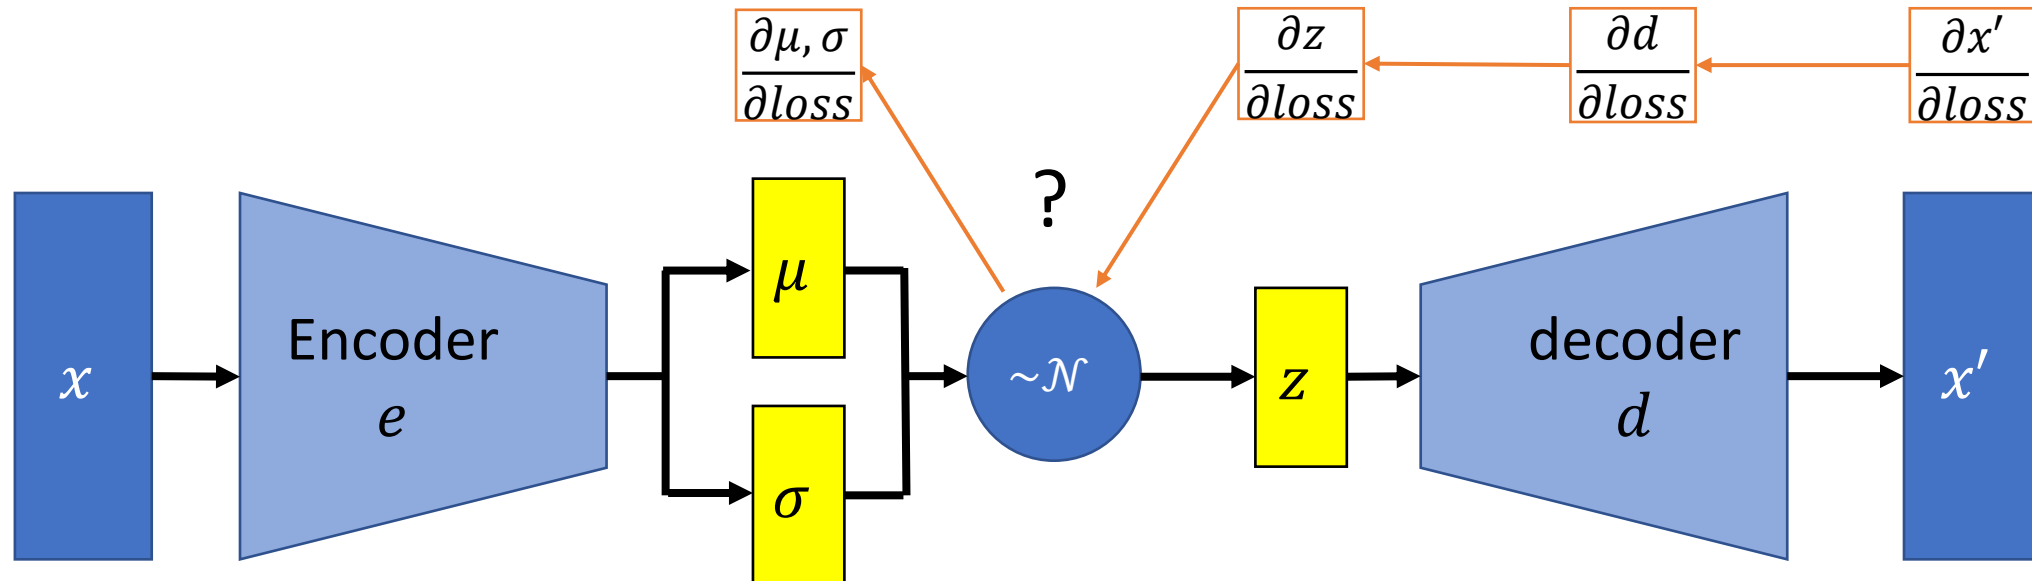 ∂μ, σ
∂loss
∂z
∂loss
∂d
∂loss
∂x′
∂loss
?
x
Encoder
e
μ
σ
~𝒩
z
decoder
d
x′